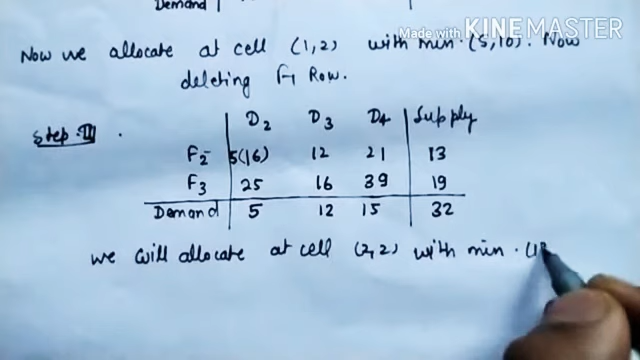 Demand
Made with KINEMASTER
Now we allocate at cell (1,2) with min. (5,10). Now
deleting F1 Row.
Step-III .
D2 D3 D4 Supply
F2 5(16) 12 21 13
F3 25 16 39 19
Demand 5 12 15 32
we will allocate at cell (2,2) with min. (13